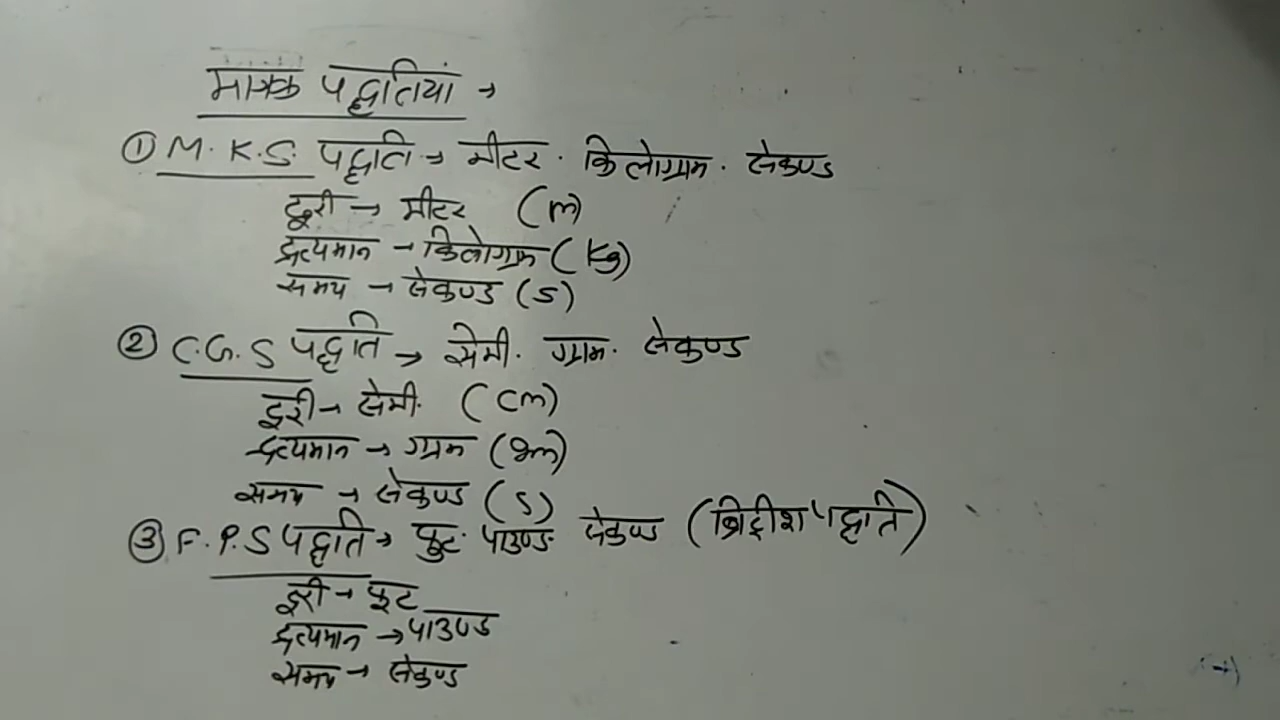 मात्रक पद्धतियां →
① M. K.S. पद्धति → मीटर. किलोग्राम. सेकण्ड
दूरी → मीटर (m)
द्रव्यमान → किलोग्राम (Kg)
समय → सेकण्ड (S)
② C.G.S पद्धति → सेमी. ग्राम. सेकण्ड
दूरी → सेमी. (cm)
द्रव्यमान → ग्राम (gm)
समय → सेकण्ड (S)
③ F.P.S पद्धति → फुट. पाउण्ड सेकण्ड (ब्रिटीश पद्धति)
दूरी → फुट
द्रव्यमान → पाउण्ड
समय → सेकण्ड